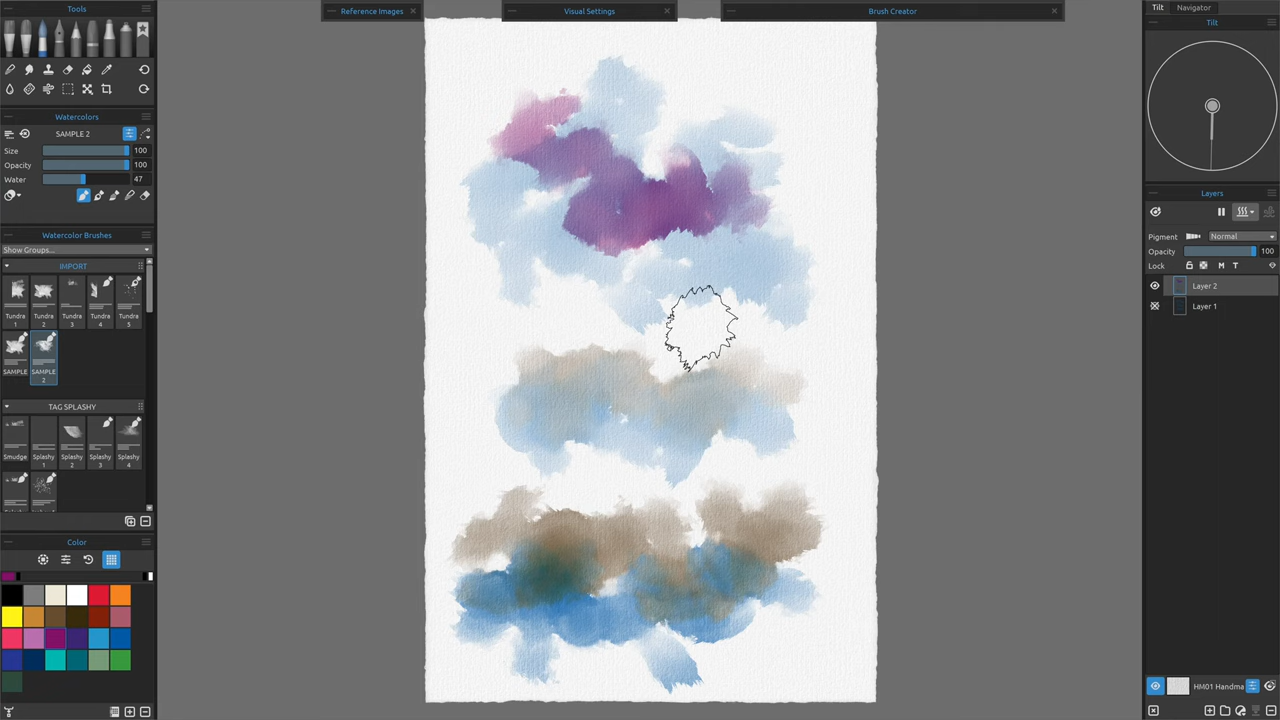 Tools
Reference Images
Visual Settings
Brush Creator
Tilt
Navigator
Tilt
Watercolors
SAMPLE 2
Size
100
Opacity
100
Water
47
Watercolor Brushes
Show Groups...
IMPORT
Tundra 1
Tundra 2
Tundra 3
Tundra 4
Tundra 5
SAMPLE
SAMPLE 2
TAG SPLASHY
Smudge
Splashy 1
Splashy 2
Splashy 3
Splashy 4
Color
Layers
Pigment
Normal
Opacity
100
Lock
M
T
Layer 2
Layer 1
HM01 Handma